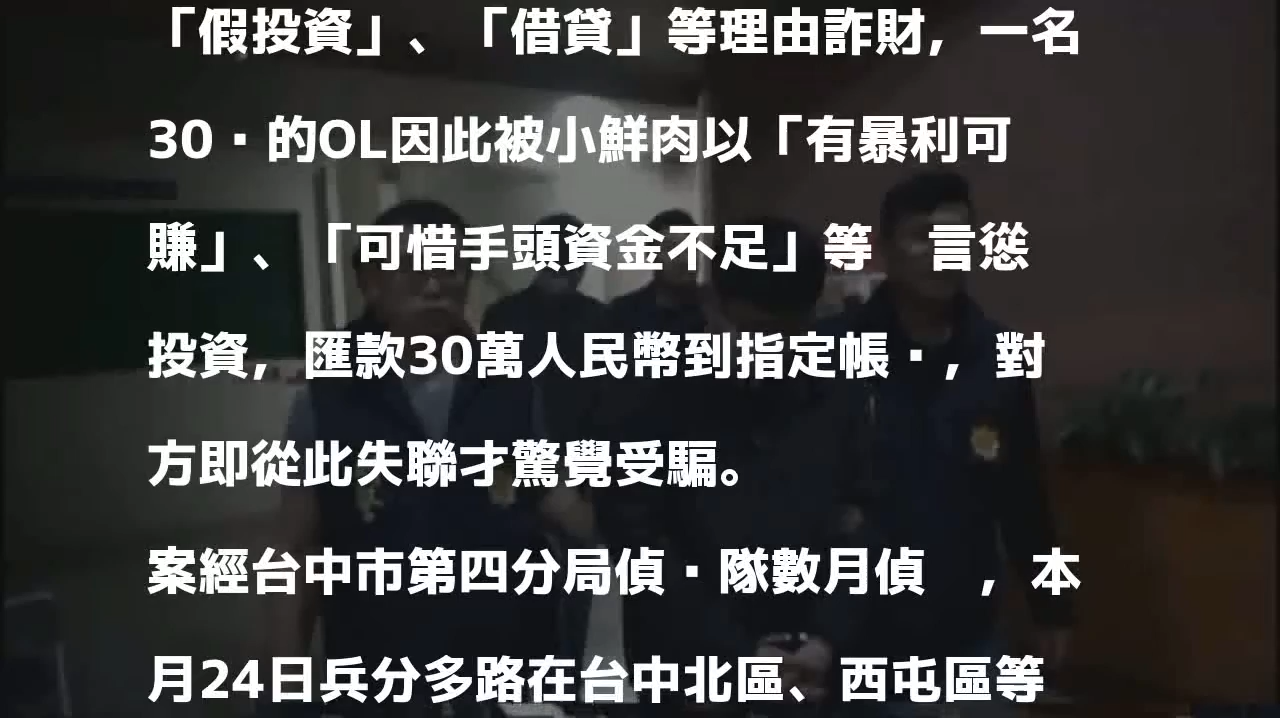 「假投資」、「借貸」等理由詐財，一名
30·的OL因此被小鮮肉以「有暴利可
賺」、「可惜手頭資金不足」等 言慫
投資，匯款30萬人民幣到指定帳·，對
方即從此失聯才驚覺受騙。
案經台中市第四分局偵·隊數月偵 ，本
月24日兵分多路在台中北區、西屯區等